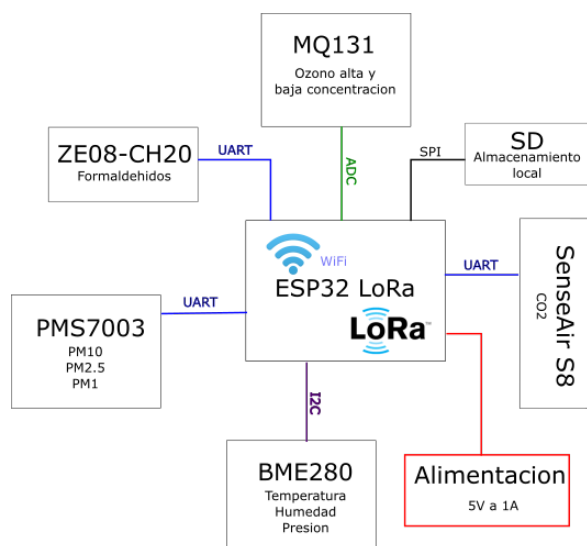 MQ131
Ozono alta y
baja concentracion
ZE08-CH20
Formaldehidos
UART
ADC
SPI
SD
Almacenamiento
local
WiFi
ESP32 LoRa
LoRa™
UART
SenseAir S8
CO2
PMS7003
PM10
PM2.5
PM1
UART
I2C
BME280
Temperatura
Humedad
Presion
Alimentacion
5V a 1A